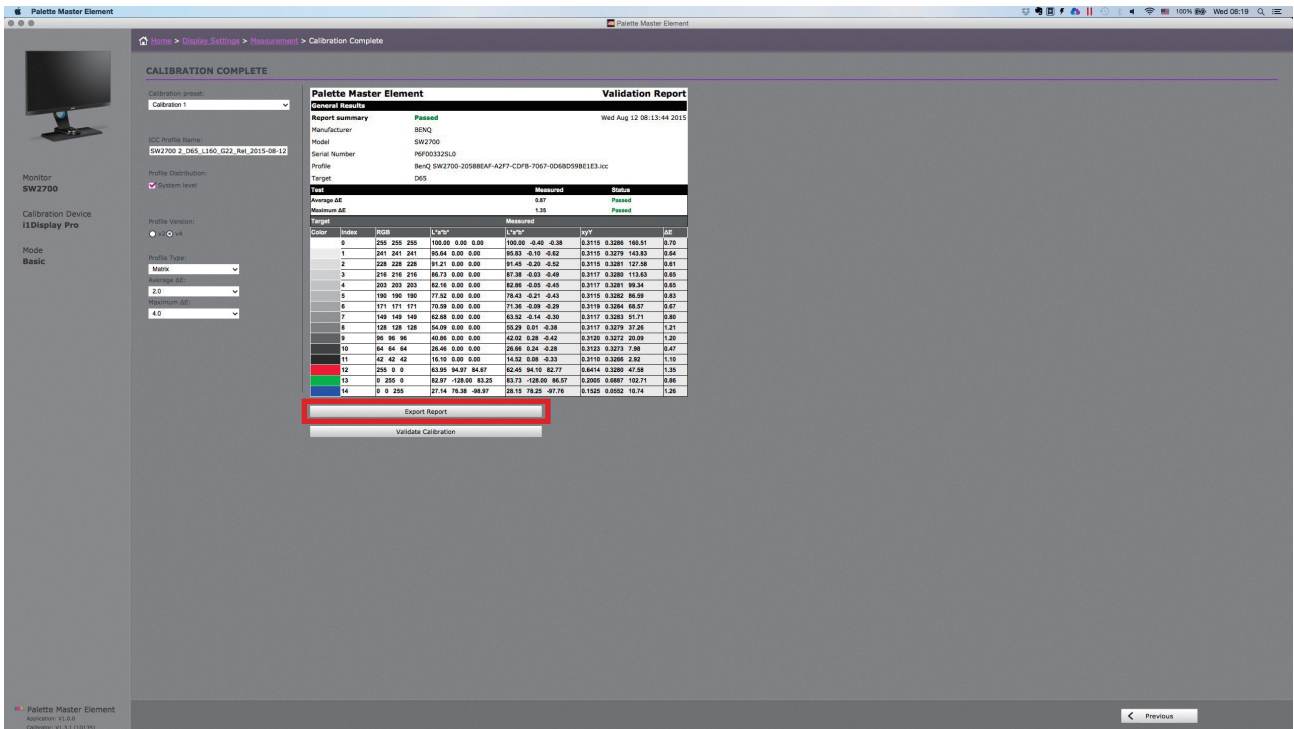 Palette Master Element
100%
Wed 08:19
Palette Master Element
Home > Display Settings > Measurement > Calibration Complete
CALIBRATION COMPLETE
Calibration preset:
Calibration 1
ICC Profile Name:
SW2700 2_D65_L160_G22_Rel_2015-08-12
Profile Distribution:
System level
Profile Version:
v2 v4
Profile Type:
Matrix
Average ΔE:
2.0
Maximum ΔE:
4.0
Monitor
SW2700
Calibration Device
i1Display Pro
Mode
Basic
Palette Master Element Validation Report
General Results
Report summary Passed Wed Aug 12 08:13:44 2015
Manufacturer BENQ
Model SW2700
Serial Number P6F00332SL0
Profile BenQ SW2700-20588EAF-A2F7-CDFB-7067-0D6BD59BE1E3.icc
Target D65
Test Measured Status
Average ΔE 0.87 Passed
Maximum ΔE 1.35 Passed
Target Measured
Color Index RGB L*a*b* L*a*b* xyY ΔE
0 255 255 255 100.00 0.00 0.00 100.00 -0.40 -0.38 0.3115 0.3286 160.51 0.70
1 241 241 241 95.64 0.00 0.00 95.83 -0.10 -0.62 0.3115 0.3279 143.83 0.64
2 228 228 228 91.21 0.00 0.00 91.45 -0.20 -0.52 0.3115 0.3281 127.58 0.61
3 216 216 216 86.73 0.00 0.00 87.38 -0.03 -0.49 0.3117 0.3280 113.63 0.65
4 203 203 203 82.16 0.00 0.00 82.86 -0.05 -0.45 0.3117 0.3281 99.34 0.65
5 190 190 190 77.52 0.00 0.00 78.43 -0.21 -0.43 0.3115 0.3282 86.59 0.83
6 171 171 171 70.59 0.00 0.00 71.36 -0.09 -0.29 0.3119 0.3284 68.57 0.67
7 149 149 149 62.68 0.00 0.00 63.52 -0.14 -0.30 0.3117 0.3283 51.71 0.80
8 128 128 128 54.09 0.00 0.00 55.29 0.01 -0.38 0.3117 0.3279 37.26 1.21
9 96 96 96 40.86 0.00 0.00 42.02 0.28 -0.42 0.3120 0.3272 20.09 1.20
10 64 64 64 26.46 0.00 0.00 26.66 0.24 -0.28 0.3123 0.3273 7.98 0.47
11 42 42 42 16.10 0.00 0.00 14.52 0.08 -0.33 0.3110 0.3266 2.92 1.10
12 255 0 0 63.95 94.97 84.67 62.45 94.10 82.77 0.6414 0.3280 47.58 1.35
13 0 255 0 82.97 -128.00 83.25 83.73 -128.00 86.57 0.2005 0.6867 102.71 0.86
14 0 0 255 27.14 76.38 -98.97 28.15 78.25 -97.76 0.1525 0.0552 10.74 1.26
Export Report
Validate Calibration
Palette Master Element
Application: V1.0.0
Previous